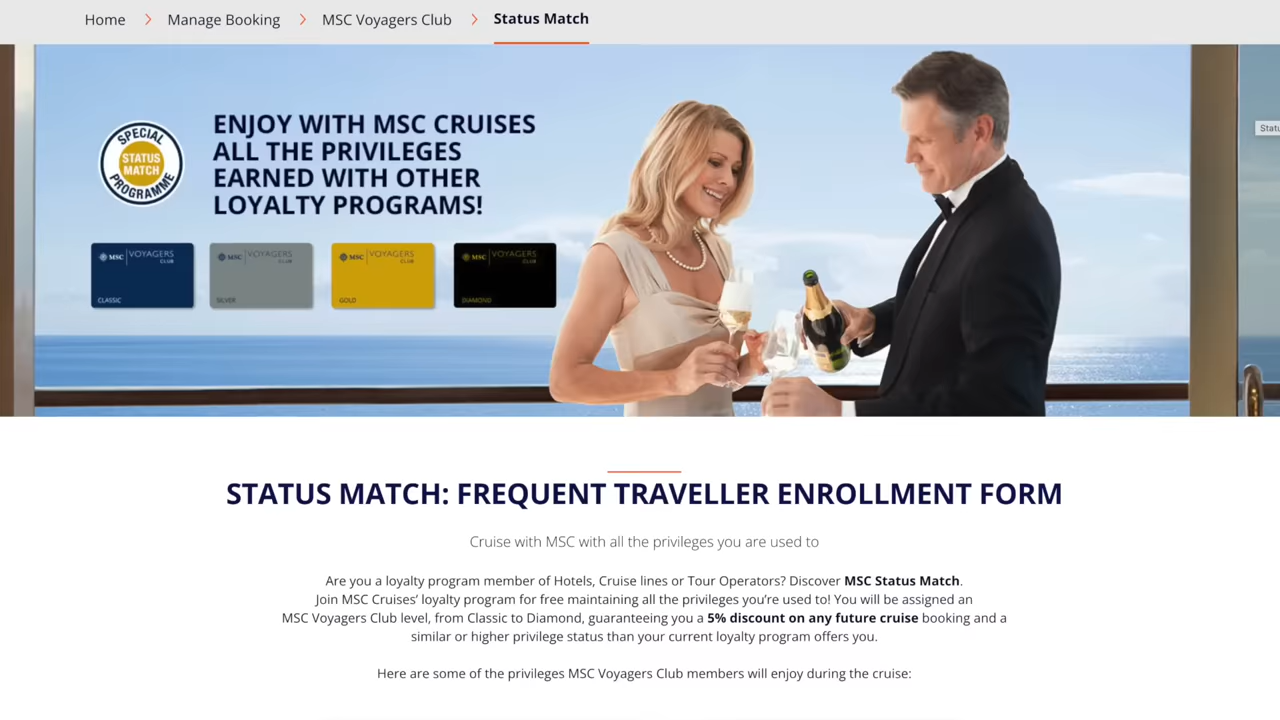 Home > Manage Booking > MSC Voyagers Club > Status Match
Statu
SPECIAL
STATUS
MATCH
PROGRAMME
ENJOY WITH MSC CRUISES
ALL THE PRIVILEGES
EARNED WITH OTHER
LOYALTY PROGRAMS!
MSC | VOYAGERS
CLUB
CLASSIC
MSC | VOYAGERS
CLUB
SILVER
MSC | VOYAGERS
CLUB
GOLD
MSC | VOYAGERS
CLUB
DIAMOND
STATUS MATCH: FREQUENT TRAVELLER ENROLLMENT FORM
Cruise with MSC with all the privileges you are used to
Are you a loyalty program member of Hotels, Cruise lines or Tour Operators? Discover MSC Status Match.
Join MSC Cruises’ loyalty program for free maintaining all the privileges you’re used to! You will be assigned an
MSC Voyagers Club level, from Classic to Diamond, guaranteeing you a 5% discount on any future cruise booking and a
similar or higher privilege status than your current loyalty program offers you.
Here are some of the privileges MSC Voyagers Club members will enjoy during the cruise: